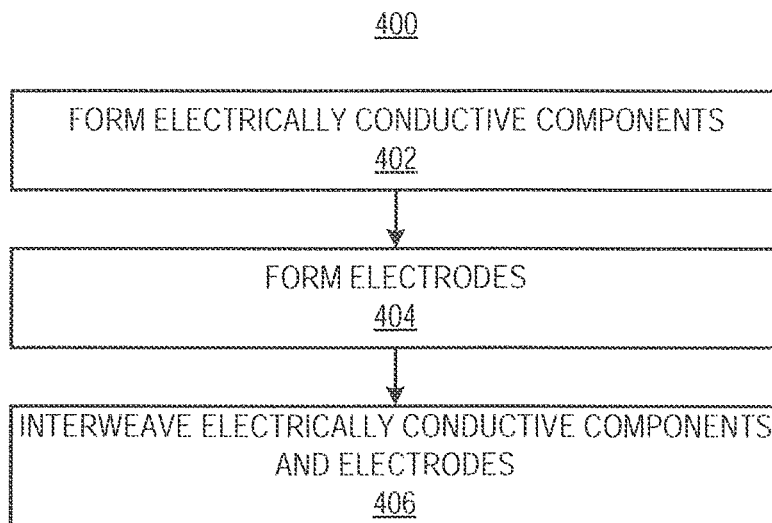 400
FORM ELECTRICALLY CONDUCTIVE COMPONENTS
402
FORM ELECTRODES
404
INTERWEAVE ELECTRICALLY CONDUCTIVE COMPONENTS
AND ELECTRODES
406